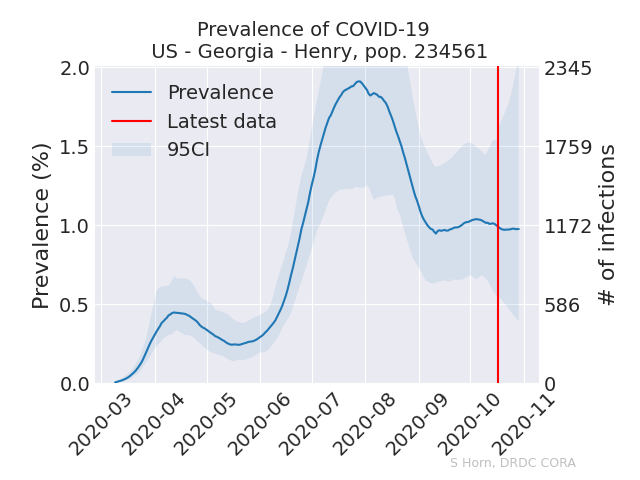 Prevalence of COVID-19
US - Georgia - Henry, pop. 234561
Prevalence
Latest data
95CI
Prevalence (%)
2.0
1.5
1.0
0.5
0.0
2345
1759
1172
586
0
# of infections
2020-03
2020-04
2020-05
2020-06
2020-07
2020-08
2020-09
2020-10
2020-11
S Horn, DRDC CORA